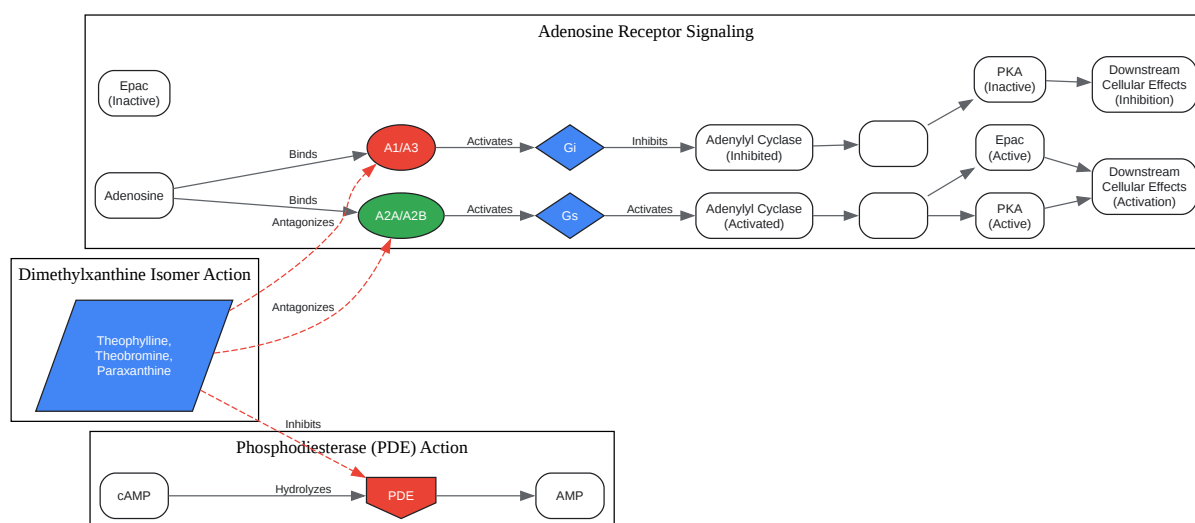 Adenosine Receptor Signaling
Epac
(Inactive)
PKA
(Inactive)
Downstream
Cellular Effects
(Inhibition)
Binds
A1/A3
Activates
Gi
Inhibits
Adenylyl Cyclase
(Inhibited)
Epac
(Active)
Adenosine
Binds
A2A/A2B
Activates
Gs
Activates
Adenylyl Cyclase
(Activated)
PKA
(Active)
Downstream
Cellular Effects
(Activation)
Antagonizes
Dimethylxanthine Isomer Action
Antagonizes
Theophylline,
Theobromine,
Paraxanthine
Inhibits
Phosphodiesterase (PDE) Action
cAMP
Hydrolyzes
PDE
AMP